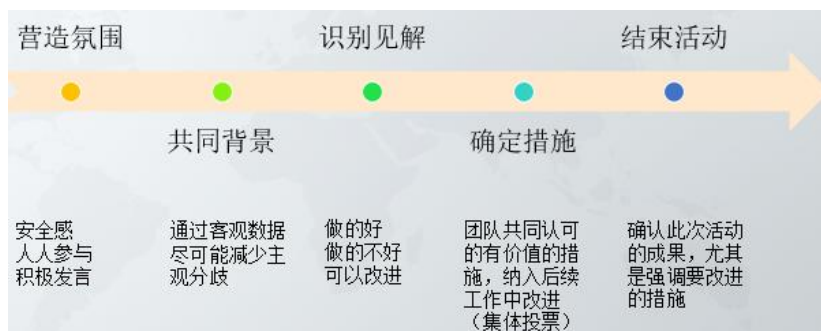 营造氛围
识别见解
结束活动
共同背景
确定措施
安全感
人人参与
积极发言
通过客观数据
尽可能减少主
观分歧
做的好
做的不好
可以改进
团队共同认可
的有价值的措
施，纳入后续
工作中改进
（集体投票）
确认此次活动
的成果，尤其
是强调要改进
的措施